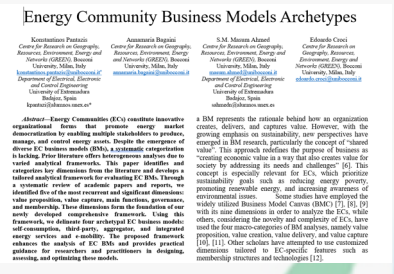 Energy Community Business Models Archetypes
Konstantinos Pantazis
Centre for Research on Geography,
Resources, Environment, Energy
and Networks (GREEN), Bocconi
University, Milan, Italy
konstantinos.pantazis@unibocconi.it
Department of Electrical, Electronic
and Control Engineering
University of Extremadura
Badajoz, Spain
kpantazi@alumnos.unex.es*
Annamaria Bagaini
Centre for Research on Geography,
Resources, Environment, Energy
and Networks (GREEN), Bocconi
University, Milan, Italy
annamaria.bagaini@unibocconi.it
S.M. Masum Ahmed
Centre for Research on Geography,
Resources, Environment, Energy
and Networks (GREEN), Bocconi
University, Milan, Italy
masum.ahmed@unibocconi.it
Department of Electrical, Electronic
and Control Engineering
University of Extremadura
Badajoz, Spain
Edoardo Croci
Centre for Research on
Geography, Resources,
Environment, Energy and
Networks (GREEN), Bocconi
University, Milan, Italy
edoardo.croci@unibocconi.it
Abstract—Energy Communities (ECs) constitute innovative
organizational forms that promote energy market
democratization by enabling multiple stakeholders to produce,
manage, and control energy assets. Despite the emergence of
diverse EC business models (BMs), a systematic categorization
is lacking. Prior literature offers heterogeneous analyses due to
varied analytical frameworks. This paper identifies and
categorizes key dimensions from the literature and develops a
tailored analytical framework for evaluating EC BMs. Through
a systematic review of academic papers and reports, we
identified five of the most recurrent and significant dimensions:
value proposition, value capture, main functions, governance,
and membership. These dimensions form the foundation of our
newly developed comprehensive framework. Using this
framework, we delineate four archetypal EC business models:
self-consumption, third-party, aggregator, and integrated
energy services and e-mobility. The proposed framework
enhances the analysis of EC BMs and provides practical
guidance for researchers and practitioners in designing,
assessing, and optimizing these models.
a BM represents the rationale behind how an organization
creates, delivers, and captures value. However, with the
growing emphasis on sustainability, new perspectives have
emerged in BM research, particularly the concept of “shared
value”. This approach redefines the purpose of business as
“creating economic value in a way that also creates value for
society by addressing its needs and challenges” [6]. This
concept is especially relevant for ECs, which prioritize
sustainability goals such as reducing energy poverty,
promoting renewable energy, and increasing awareness of
environmental issues. Some studies have employed the
widely utilized Business Model Canvas (BMC) [7], [8], [9]
with its nine dimensions in order to analyze the ECs, while
others, considering the novelty and complexity of ECs, have
used the four macro-categories of BM analyses, namely value
proposition, value creation, value delivery, and value capture
[10], [11]. Other scholars have attempted to use customized
dimensions tailored to EC-specific features such as
membership structures and technologies [12].